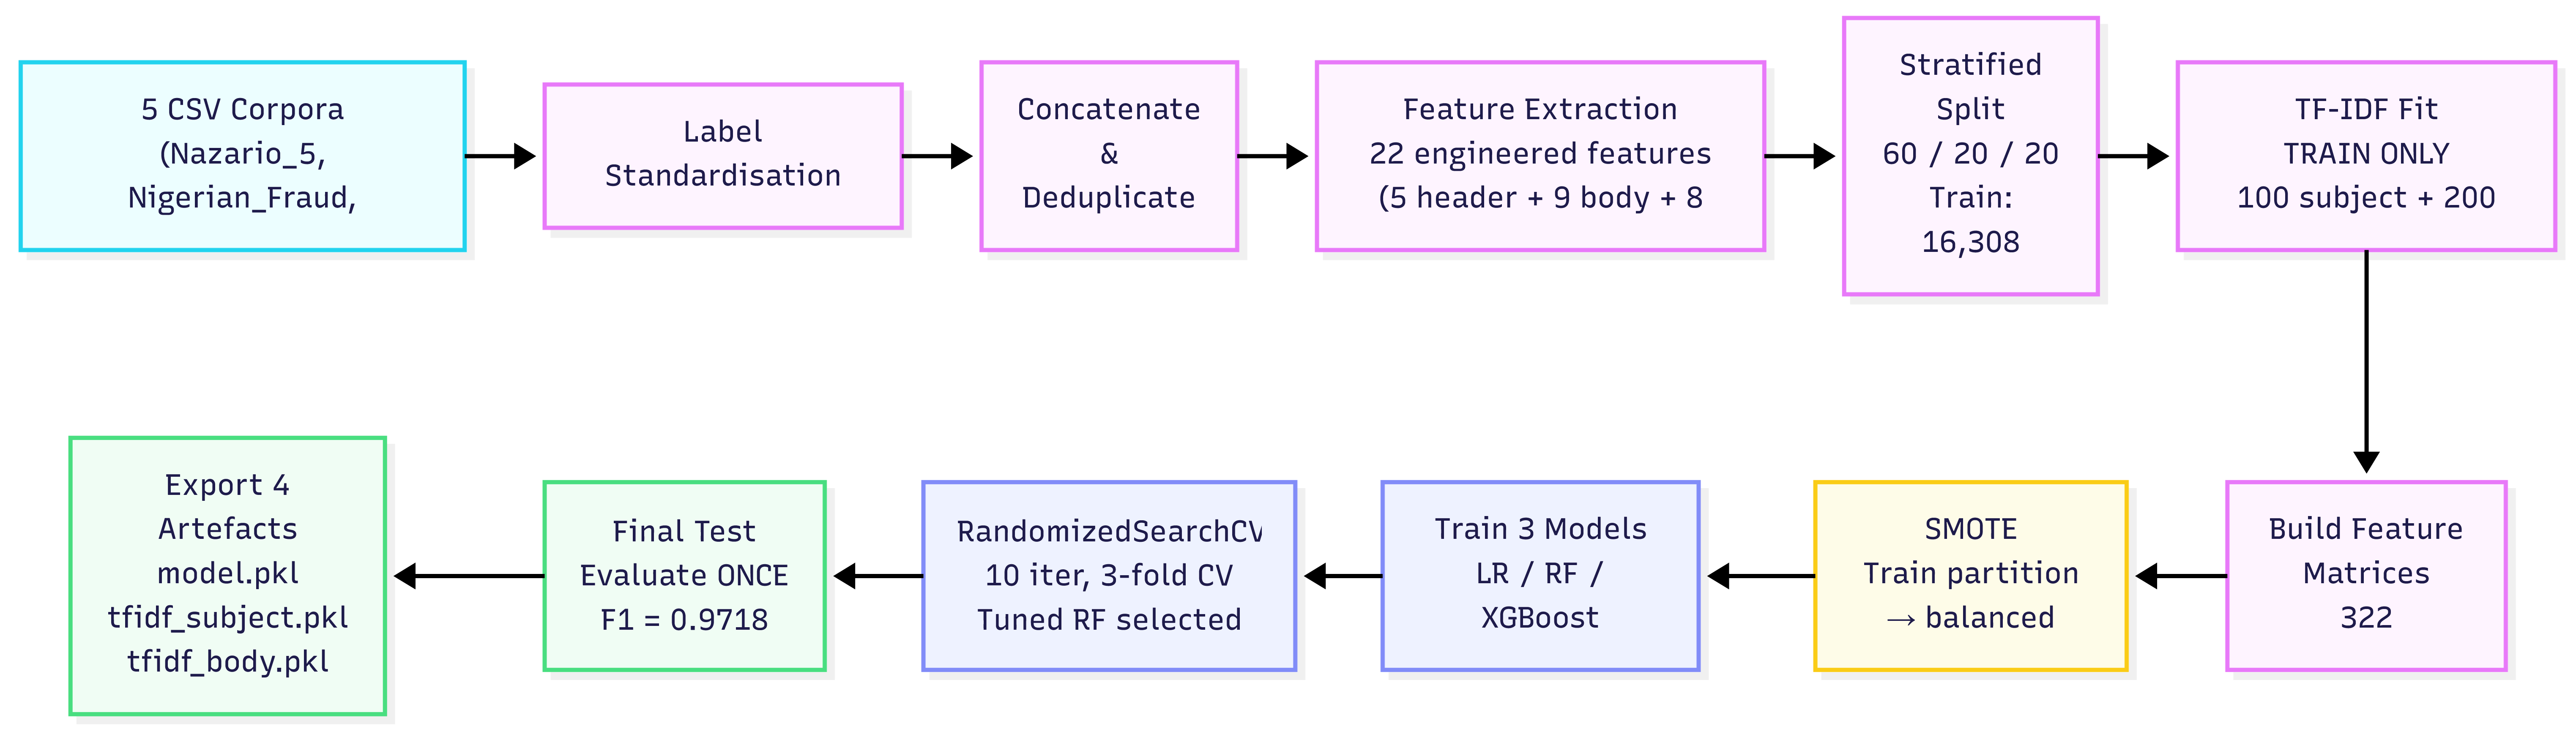 5 CSV Corpora
(Nazario_5,
Nigerian_Fraud,
Label
Standardisation
Concatenate
&
Deduplicate
Feature Extraction
22 engineered features
(5 header + 9 body + 8
Stratified
Split
60 / 20 / 20
Train:
16,308
TF-IDF Fit
TRAIN ONLY
100 subject + 200
Build Feature
Matrices
322
SMOTE
Train partition
→ balanced
Train 3 Models
LR / RF /
XGBoost
RandomizedSearchCV
10 iter, 3-fold CV
Tuned RF selected
Final Test
Evaluate ONCE
F1 = 0.9718
Export 4
Artefacts
model.pkl
tfidf_subject.pkl
tfidf_body.pkl